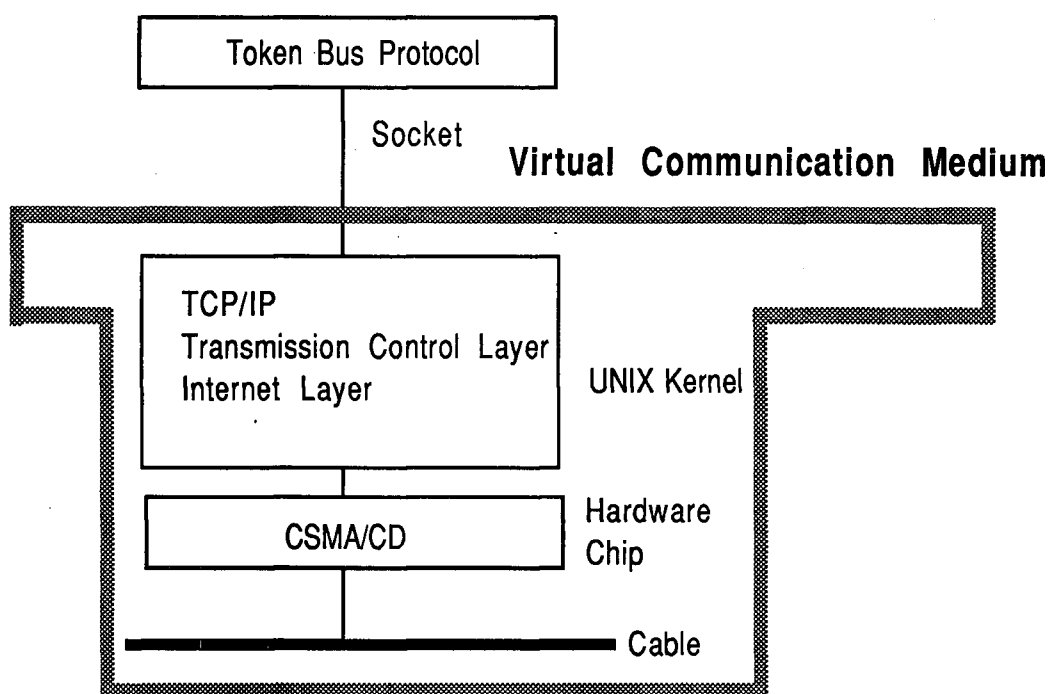 Token Bus Protocol
Socket
Virtual Communication Medium
TCP/IP
Transmission Control Layer
Internet Layer
UNIX Kernel
CSMA/CD
Hardware
Chip
Cable